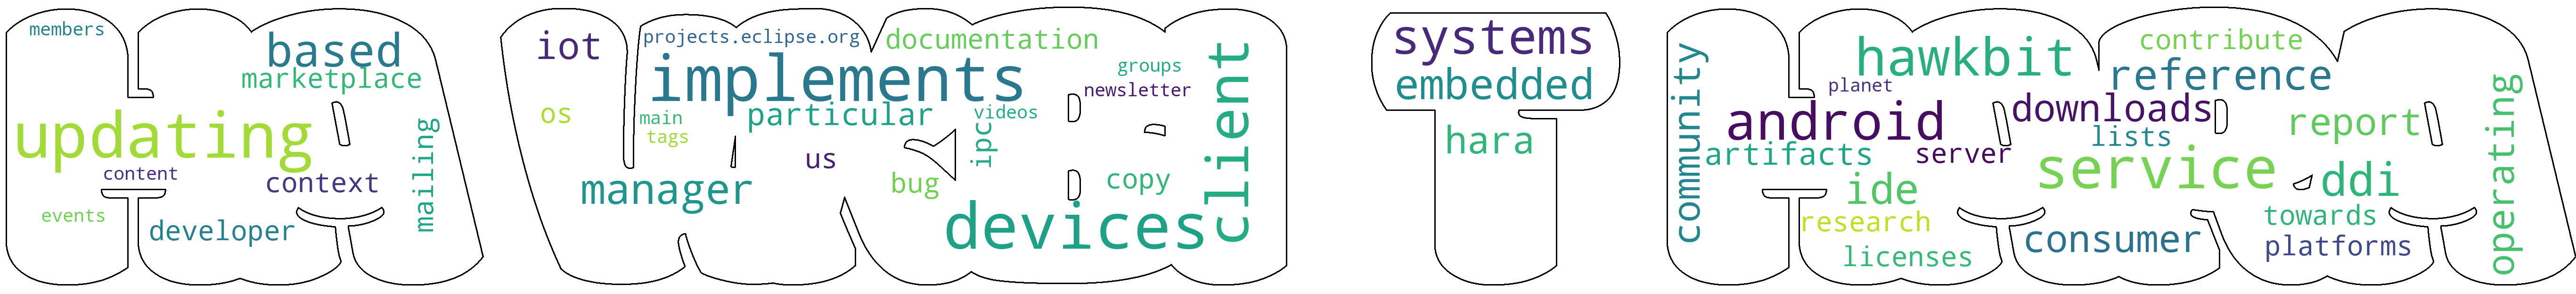 members
based
marketplace
updating
content
context
mailing
events
developer
iot
projects.eclipse.org
documentation
implements
groups
newsletter
client
os
main
particular
videos
tags
us
ipc
manager
bug
copy
devices
systems
embedded
hara
community
hawkbit
contribute
planet
reference
android
downloads
report
operating
artifacts
server
lists
service
ide
ddi
research
towards
licenses
consumer
platforms